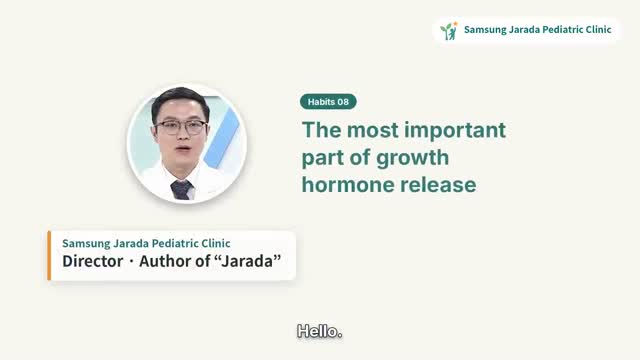 Samsung Jarada Pediatric Clinic
Habits 08
The most important
part of growth
hormone release
Samsung Jarada Pediatric Clinic
Director · Author of “Jarada”
Hello.